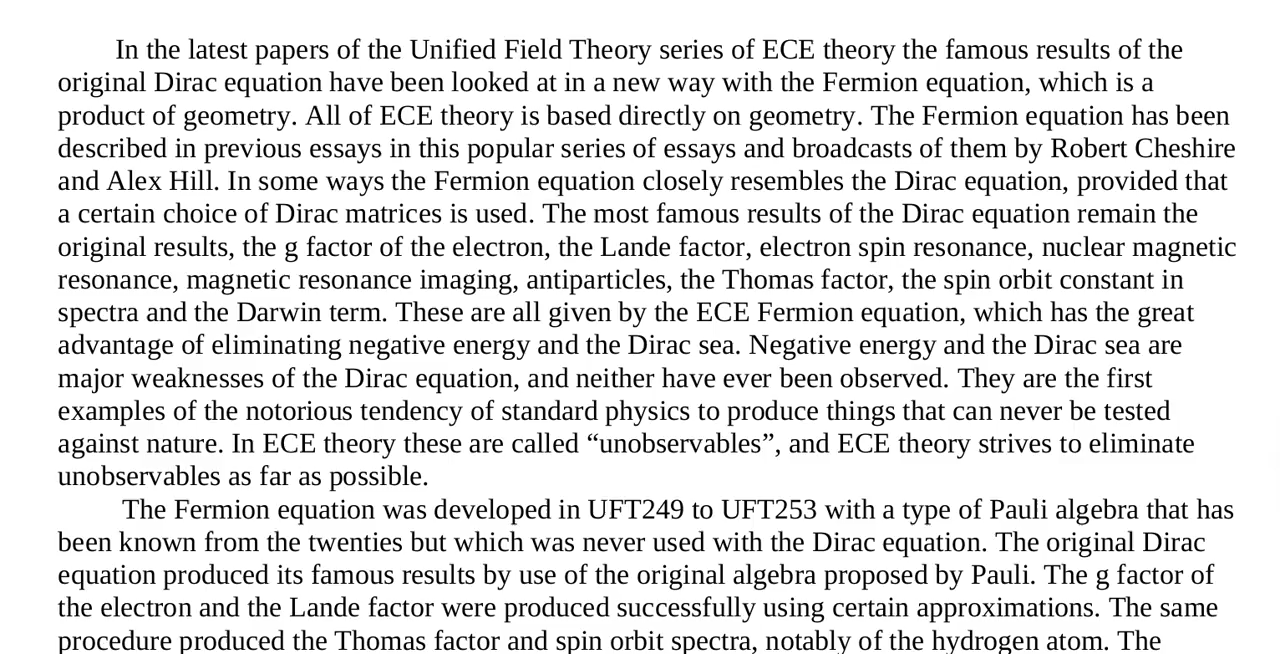 In the latest papers of the Unified Field Theory series of ECE theory the famous results of the
original Dirac equation have been looked at in a new way with the Fermion equation, which is a
product of geometry. All of ECE theory is based directly on geometry. The Fermion equation has been
described in previous essays in this popular series of essays and broadcasts of them by Robert Cheshire
and Alex Hill. In some ways the Fermion equation closely resembles the Dirac equation, provided that
a certain choice of Dirac matrices is used. The most famous results of the Dirac equation remain the
original results, the g factor of the electron, the Lande factor, electron spin resonance, nuclear magnetic
resonance, magnetic resonance imaging, antiparticles, the Thomas factor, the spin orbit constant in
spectra and the Darwin term. These are all given by the ECE Fermion equation, which has the great
advantage of eliminating negative energy and the Dirac sea. Negative energy and the Dirac sea are
major weaknesses of the Dirac equation, and neither have ever been observed. They are the first
examples of the notorious tendency of standard physics to produce things that can never be tested
against nature. In ECE theory these are called “unobservables”, and ECE theory strives to eliminate
unobservables as far as possible.
The Fermion equation was developed in UFT249 to UFT253 with a type of Pauli algebra that has
been known from the twenties but which was never used with the Dirac equation. The original Dirac
equation produced its famous results by use of the original algebra proposed by Pauli. The g factor of
the electron and the Lande factor were produced successfully using certain approximations. The same
procedure produced the Thomas factor and spin orbit spectra, notably of the hydrogen atom. The